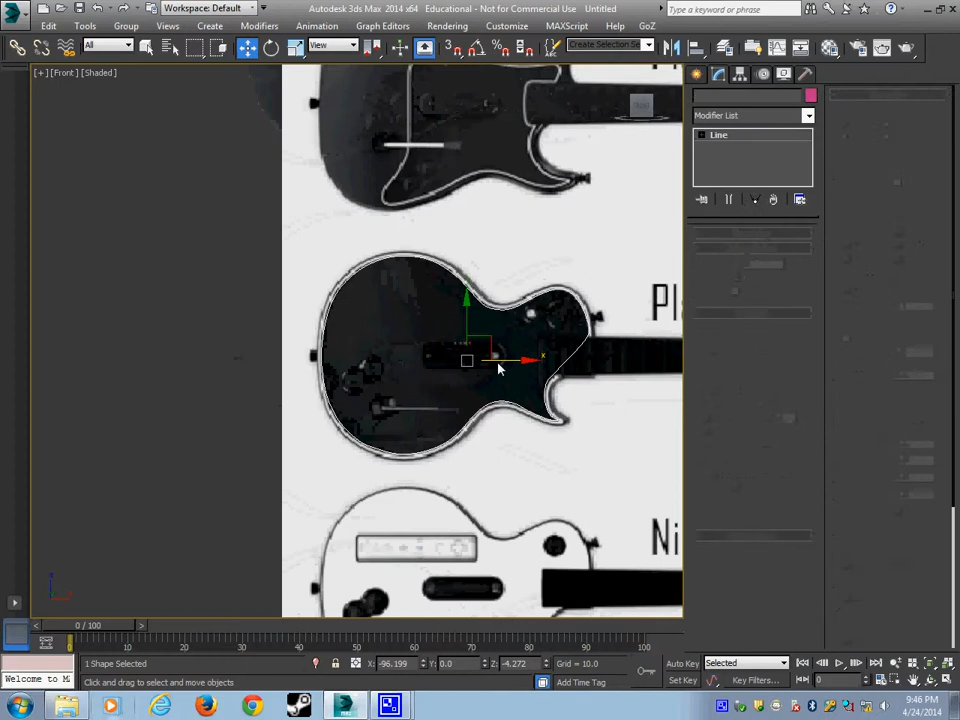 Workspace: Default
Autodesk 3ds Max 2014 x64   Educational - Not for Commercial Use   Untitled
Type a keyword or phrase
Edit Tools Group Views Create Modifiers Animation Graph Editors Rendering Customize MAXScript Help GoZ
All View Create Selection Se
[+] [Front ] [Shaded ]
Modifier List
Line
x
Pl
Ni
0 / 100
0 10 20 30 40 50 60 70 80 90 100
1 Shape Selected X: -96.199 Y: 0.0 Z: -4.272 Grid = 10.0 Auto Key Selected
Welcome to M Click and drag to select and move objects Add Time Tag Set Key Key Filters... 0
9:46 PM
4/24/2014